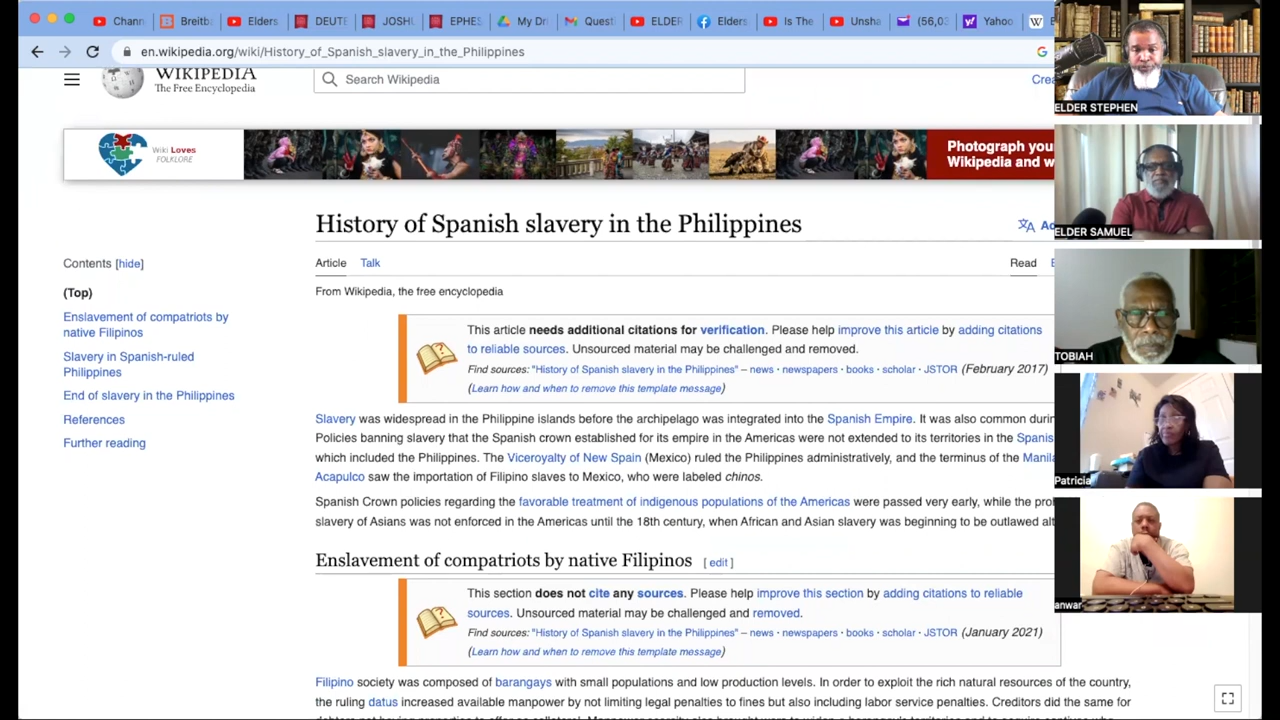 Chann
Breitba
Elders
DEUTE
JOSHU
EPHES
My Dri
Questi
ELDER
Elders
Is The
Unsha
(56,03
Yahoo
W
en.wikipedia.org/wiki/History_of_Spanish_slavery_in_the_Philippines
WIKIPEDIA
The Free Encyclopedia
Search Wikipedia
Crea
Wiki Loves
FOLKLORE
Photograph you
Wikipedia and w
History of Spanish slavery in the Philippines
Contents [hide]
(Top)
Enslavement of compatriots by
native Filipinos
Slavery in Spanish-ruled
Philippines
End of slavery in the Philippines
References
Further reading
Article Talk
Read
From Wikipedia, the free encyclopedia
This article needs additional citations for verification. Please help improve this article by adding citations
to reliable sources. Unsourced material may be challenged and removed.
Find sources: "History of Spanish slavery in the Philippines" – news · newspapers · books · scholar · JSTOR (February 2017)
(Learn how and when to remove this template message)
Slavery was widespread in the Philippine islands before the archipelago was integrated into the Spanish Empire. It was also common durin
Policies banning slavery that the Spanish crown established for its empire in the Americas were not extended to its territories in the Spanis
which included the Philippines. The Viceroyalty of New Spain (Mexico) ruled the Philippines administratively, and the terminus of the Manila
Acapulco saw the importation of Filipino slaves to Mexico, who were labeled chinos.
Spanish Crown policies regarding the favorable treatment of indigenous populations of the Americas were passed very early, while the pro
slavery of Asians was not enforced in the Americas until the 18th century, when African and Asian slavery was beginning to be outlawed alt
Enslavement of compatriots by native Filipinos [ edit ]
This section does not cite any sources. Please help improve this section by adding citations to reliable
sources. Unsourced material may be challenged and removed.
Find sources: "History of Spanish slavery in the Philippines" – news · newspapers · books · scholar · JSTOR (January 2021)
(Learn how and when to remove this template message)
Filipino society was composed of barangays with small populations and low production levels. In order to exploit the rich natural resources of the country,
the ruling datus increased available manpower by not limiting legal penalties to fines but also including labor service penalties. Creditors did the same for
ELDER STEPHEN
ELDER SAMUEL
TOBIAH
Patricia
anwar